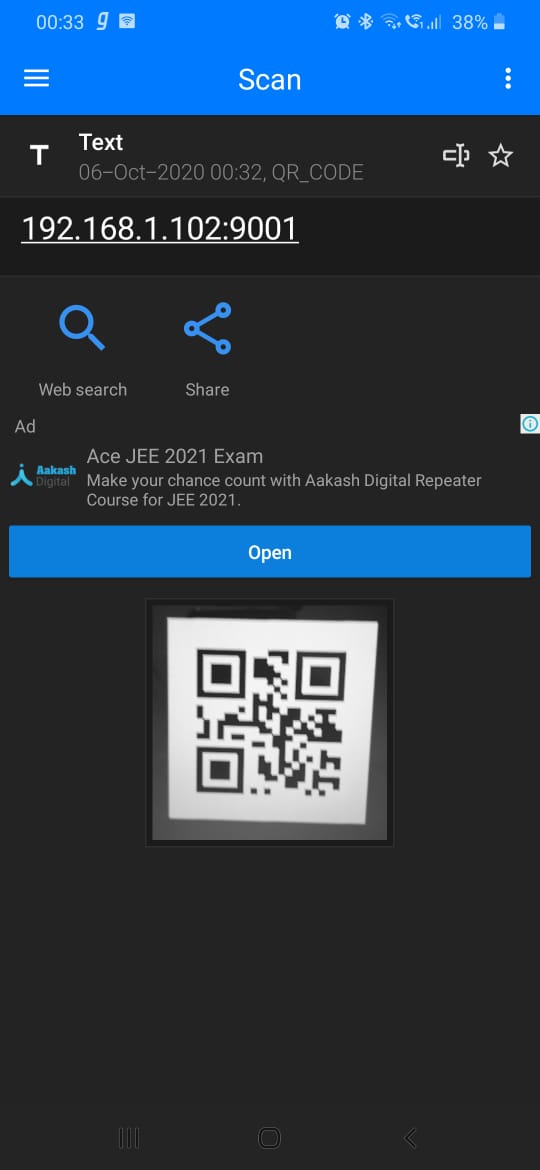 00:33 g
38%
Scan
T
Text
06-Oct-2020 00:32, QR_CODE
192.168.1.102:9001
Web search
Share
Ad
Aakash
Digital
Ace JEE 2021 Exam
Make your chance count with Aakash Digital Repeater
Course for JEE 2021.
Open